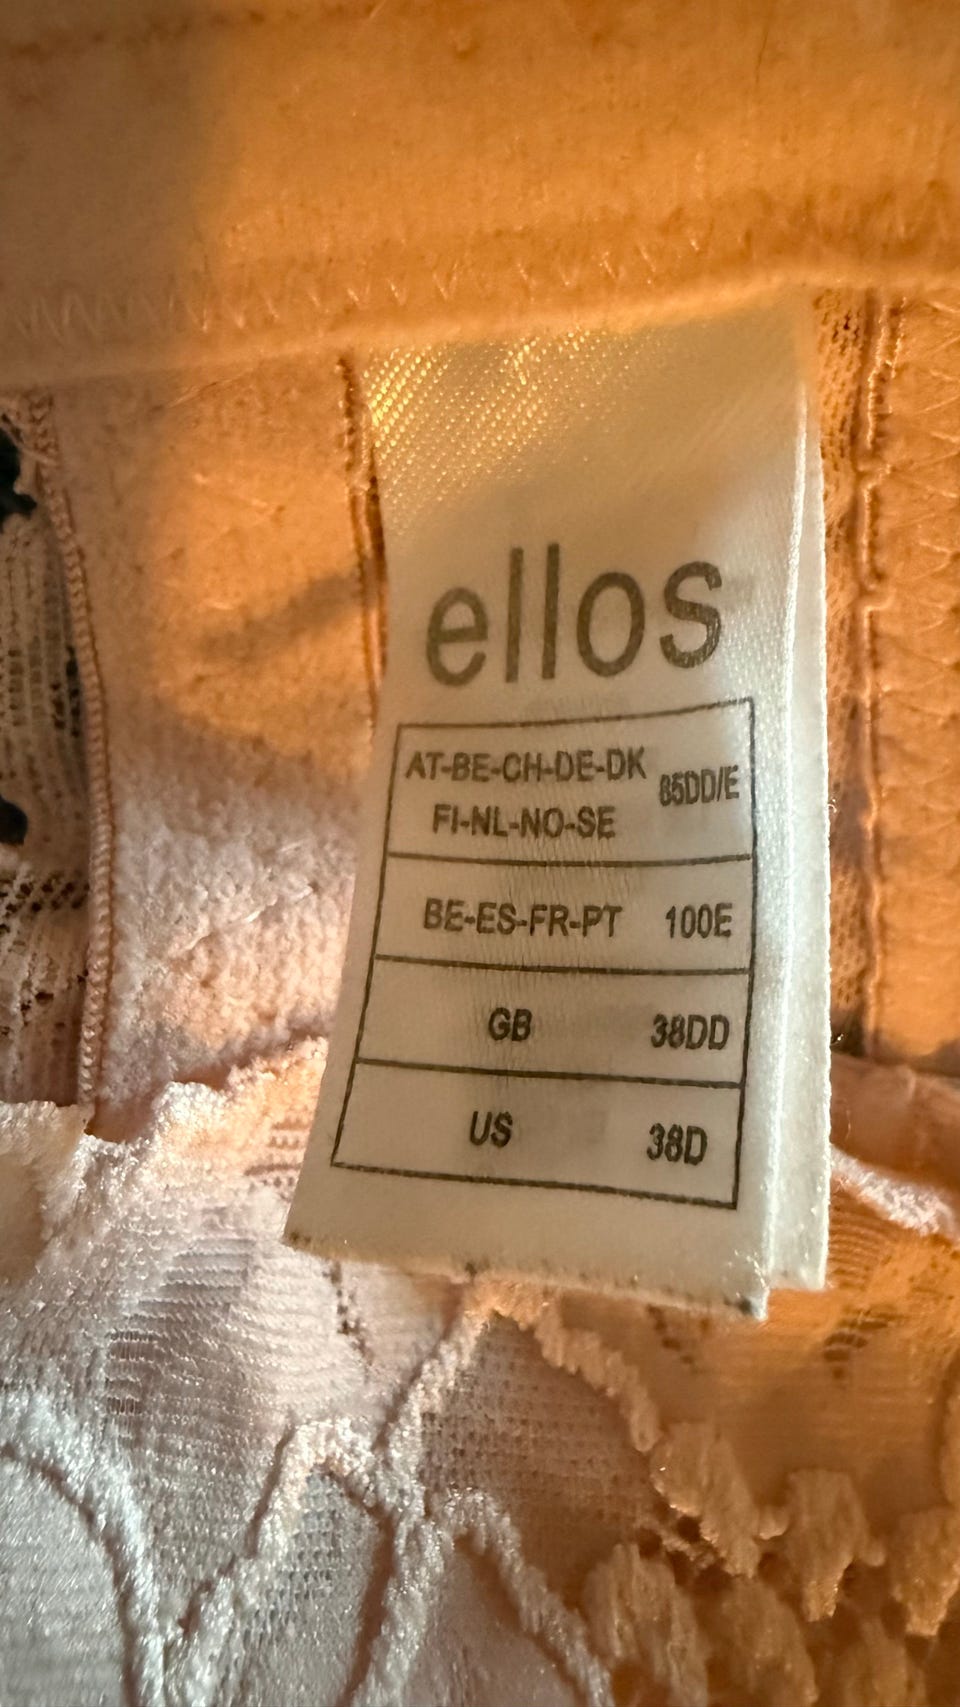 ellos
AT-BE-CH-DE-DK
FI-NL-NO-SE 85DD/E
BE-ES-FR-PT 100E
GB 38DD
US 38D